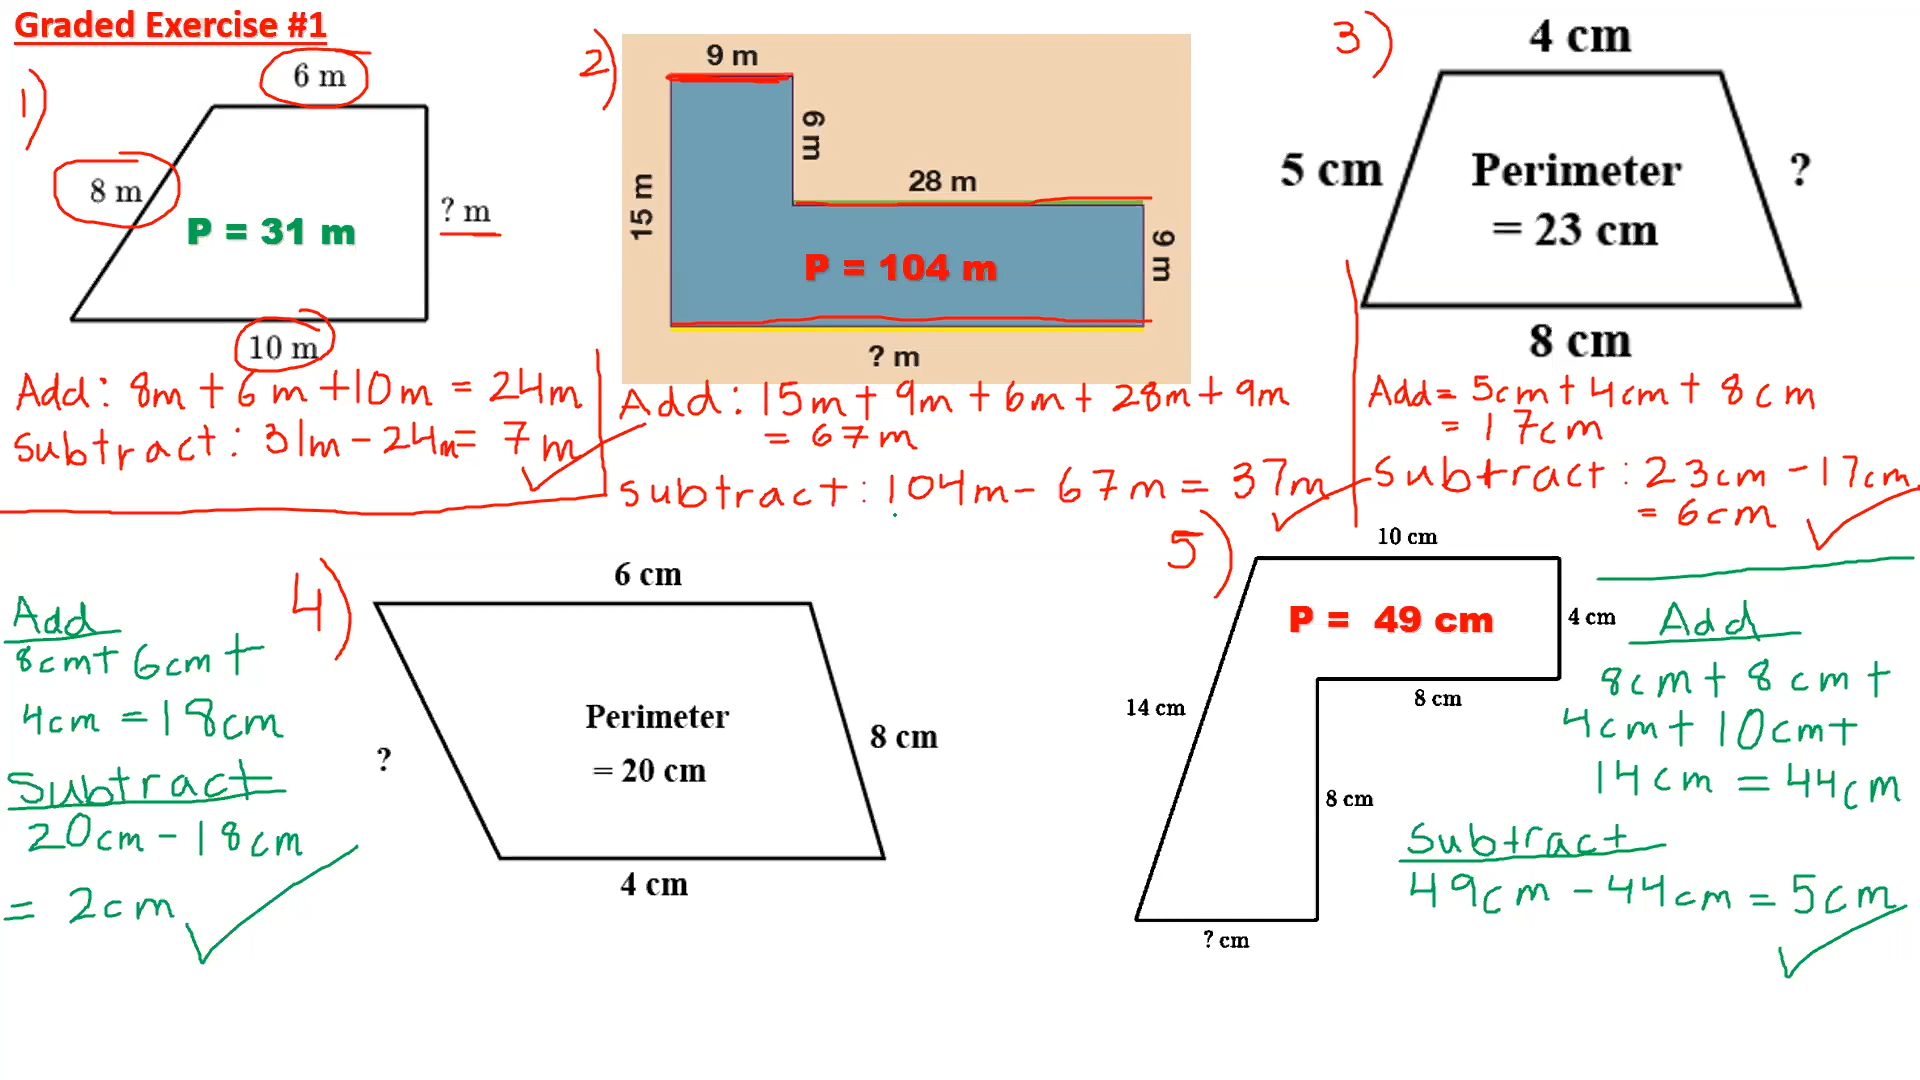 Graded Exercise #1
1)
6 m
8 m
P = 31 m
? m
10 m
Add: 8m + 6m + 10m = 24m
Subtract: 31m - 24m = 7m
2)
9 m
6 m
28 m
15 m
P = 104 m
9 m
? m
Add: 15m + 9m + 6m + 28m + 9m
= 67m
Subtract: 104m - 67m = 37m
3)
4 cm
5 cm
Perimeter
= 23 cm
?
8 cm
Add = 5cm + 4cm + 8cm
= 17cm
Subtract: 23cm - 17cm
= 6cm
4)
6 cm
Perimeter
= 20 cm
?
8 cm
4 cm
Add
8cm + 6cm +
4cm = 18cm
Subtract
20cm - 18cm
= 2cm
5)
10 cm
P = 49 cm
4 cm
8 cm
14 cm
8 cm
? cm
Add
8cm + 8cm +
4cm + 10cm +
14cm = 44cm
Subtract
49cm - 44cm = 5cm